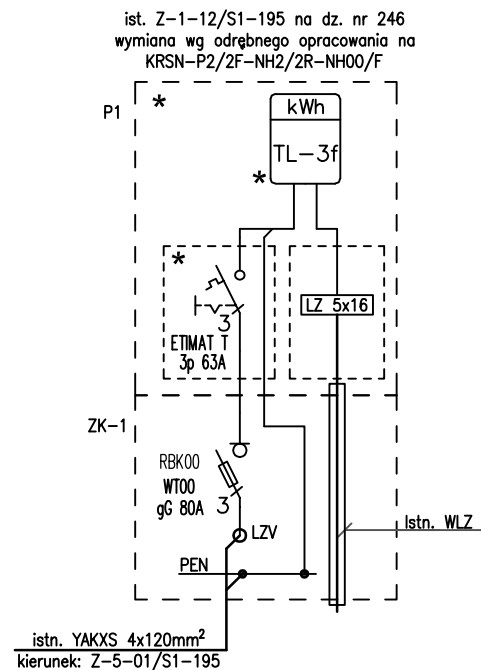 ist. Z-1-12/S1-195 na dz. nr 246
wymiana wg odrębnego opracowania na
KRSN-P2/2F-NH2/2R-NH00/F
P1
*
kWh
TL-3f
*
*
3
ETIMAT T
3p 63A
LZ 5x16
ZK-1
RBK00
WT00
gG 80A
3
LZV
Istn. WLZ
PEN
istn. YAKXS 4x120mm²
kierunek: Z-5-01/S1-195